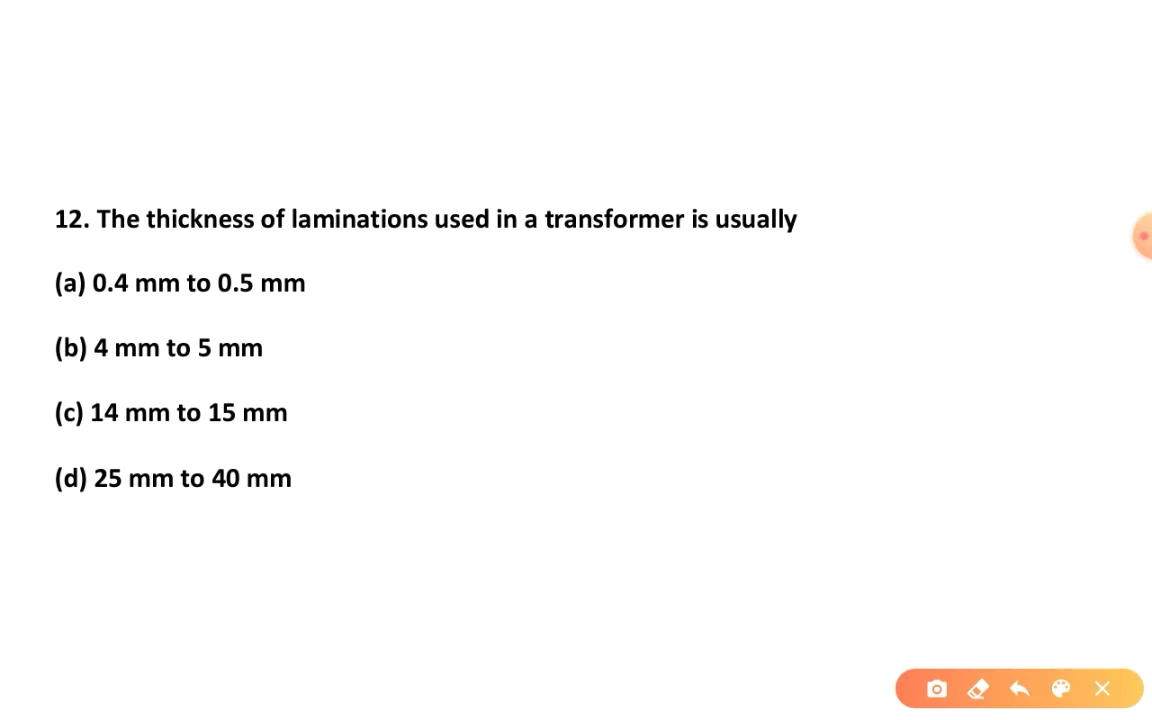 12. The thickness of laminations used in a transformer is usually
(a) 0.4 mm to 0.5 mm
(b) 4 mm to 5 mm
(c) 14 mm to 15 mm
(d) 25 mm to 40 mm